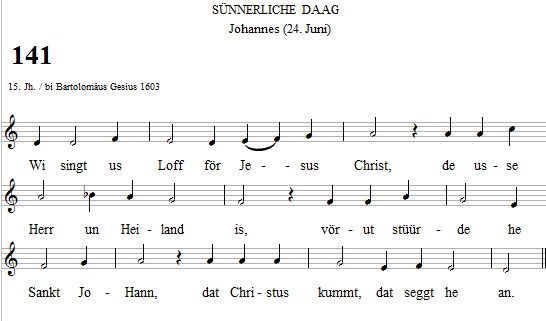 SÜNNERLICHE DAAG
Johannes (24. Juni)
141
15. Jh. / bi Bartolomäus Gesius 1603
Wi singt us Loff för Je - - sus Christ, de us - se
Herr un Hei - land is, vör - ut stüür - de he
Sankt Jo - Hann, dat Chri - stus kummt, dat seggt he an.